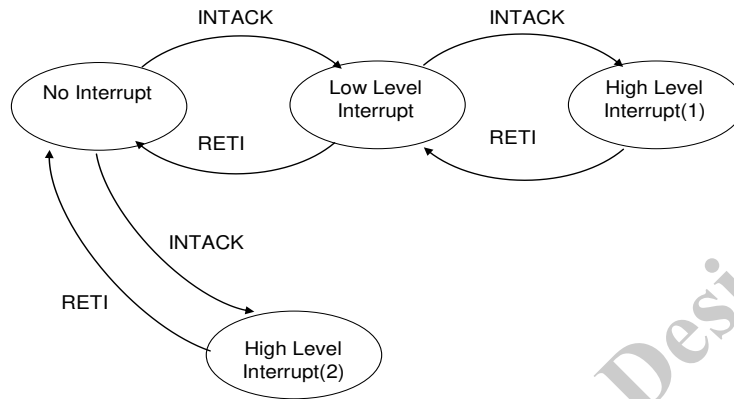 INTACK
INTACK
No Interrupt
Low Level
Interrupt
High Level
Interrupt(1)
RETI
RETI
INTACK
RETI
High Level
Interrupt(2)
Desi